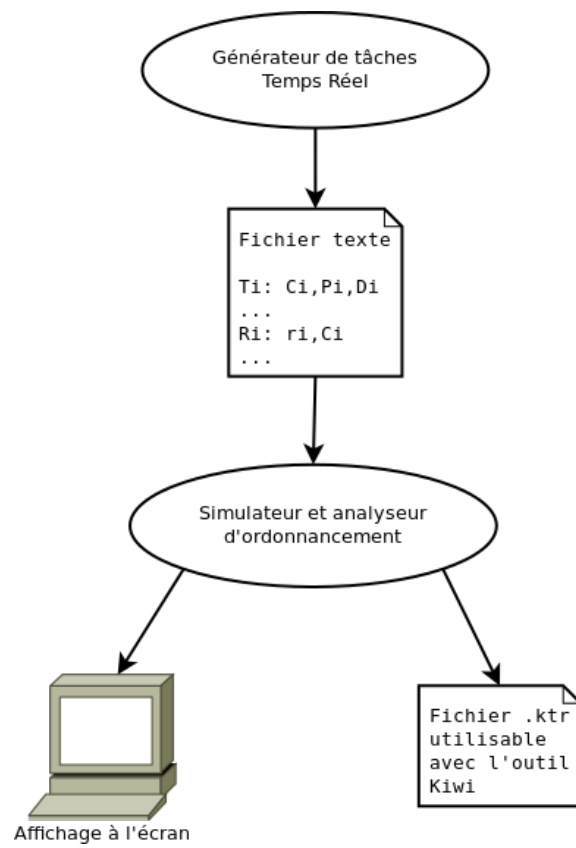 Générateur de tâches
Temps Réel
Fichier texte
Ti: Ci,Pi,Di
...
Ri: ri,Ci
...
Simulateur et analyseur
d'ordonnancement
Fichier .ktr
utilisable
avec l'outil
Kiwi
Affichage à l'écran